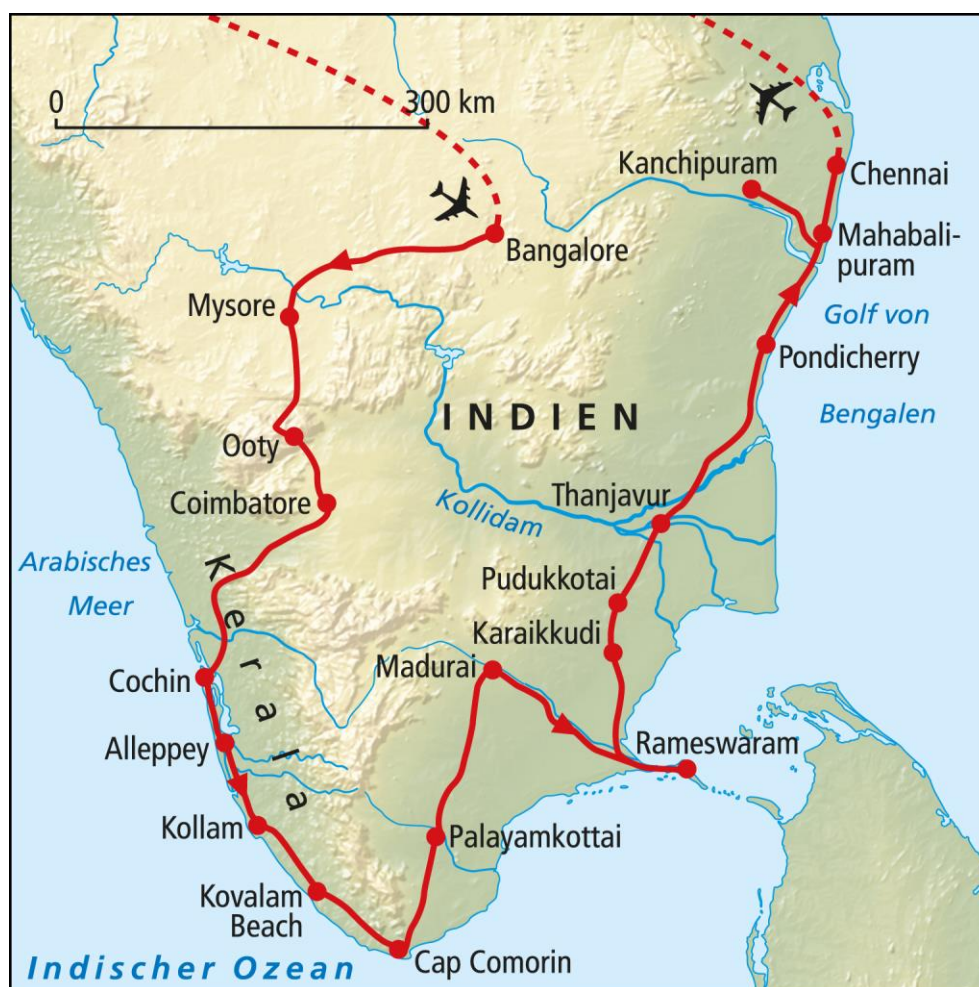 0 300 km
Kanchipuram
Chennai
Bangalore
Mahabali-
puram
Mysore
Golf von
Pondicherry
INDIEN
Bengalen
Ooty
Coimbatore
Thanjavur
Kollidam
Arabisches
Meer
Kerala
Pudukkotai
Karaikkudi
Madurai
Cochin
Alleppey
Rameswaram
Kollam
Palayamkottai
Kovalam
Beach
Cap Comorin
Indischer Ozean